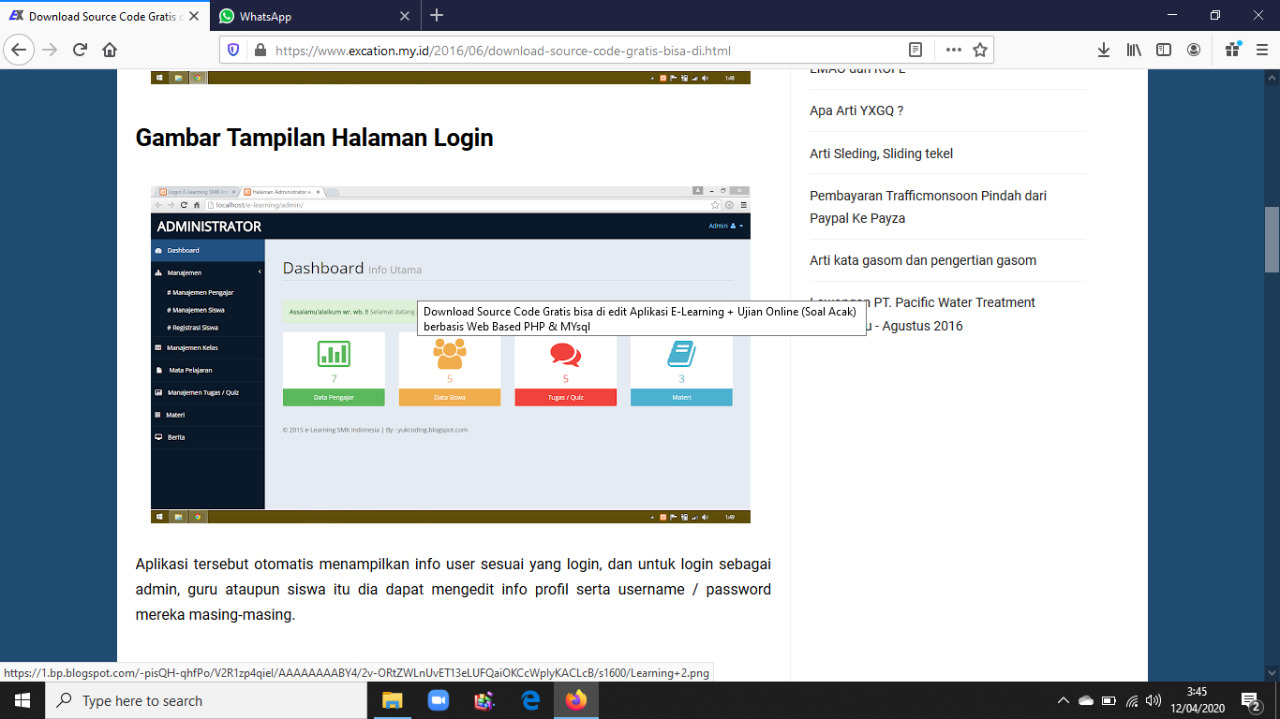 Download Source Code Gratis
WhatsApp
https://www.excation.my.id/2016/06/download-source-code-gratis-bisa-di.html
1:48
Gambar Tampilan Halaman Login
Login E-Learning SMK
Halaman Administrator e-
localhost/e-learning/admin/
ADMINISTRATOR
Admin
Dashboard
Manajemen
# Manajemen Pengajar
# Manajemen Siswa
# Registrasi Siswa
Manajemen Kelas
Mata Pelajaran
Manajemen Tugas / Quiz
Materi
Berita
Dashboard Info Utama
Assalamu'alaikum wr. wb. !! Selamat datang
Download Source Code Gratis bisa di edit Aplikasi E-Learning + Ujian Online (Soal Acak)
berbasis Web Based PHP & MYsql
7
Data Pengajar
5
Data Siswa
5
Tugas / Quiz
3
Materi
© 2015 e-Learning SMK Indonesia | By : yukcoding.blogspot.com
1:49
Aplikasi tersebut otomatis menampilkan info user sesuai yang login, dan untuk login sebagai
admin, guru ataupun siswa itu dia dapat mengedit info profil serta username / password
mereka masing-masing.
LMAO dan ROFL
Apa Arti YXGQ ?
Arti Sleding, Sliding tekel
Pembayaran Trafficmonsoon Pindah dari
Paypal Ke Payza
Arti kata gasom dan pengertian gasom
Lowongan PT. Pacific Water Treatment
- Agustus 2016
https://1.bp.blogspot.com/-pisQH-qhfPo/V2R1zp4qieI/AAAAAAAABY4/2v-ORtZWLnUvET13eLUFQaiOKCcWplyKACLcB/s1600/Learning+2.png
Type here to search
3:45
12/04/2020
2